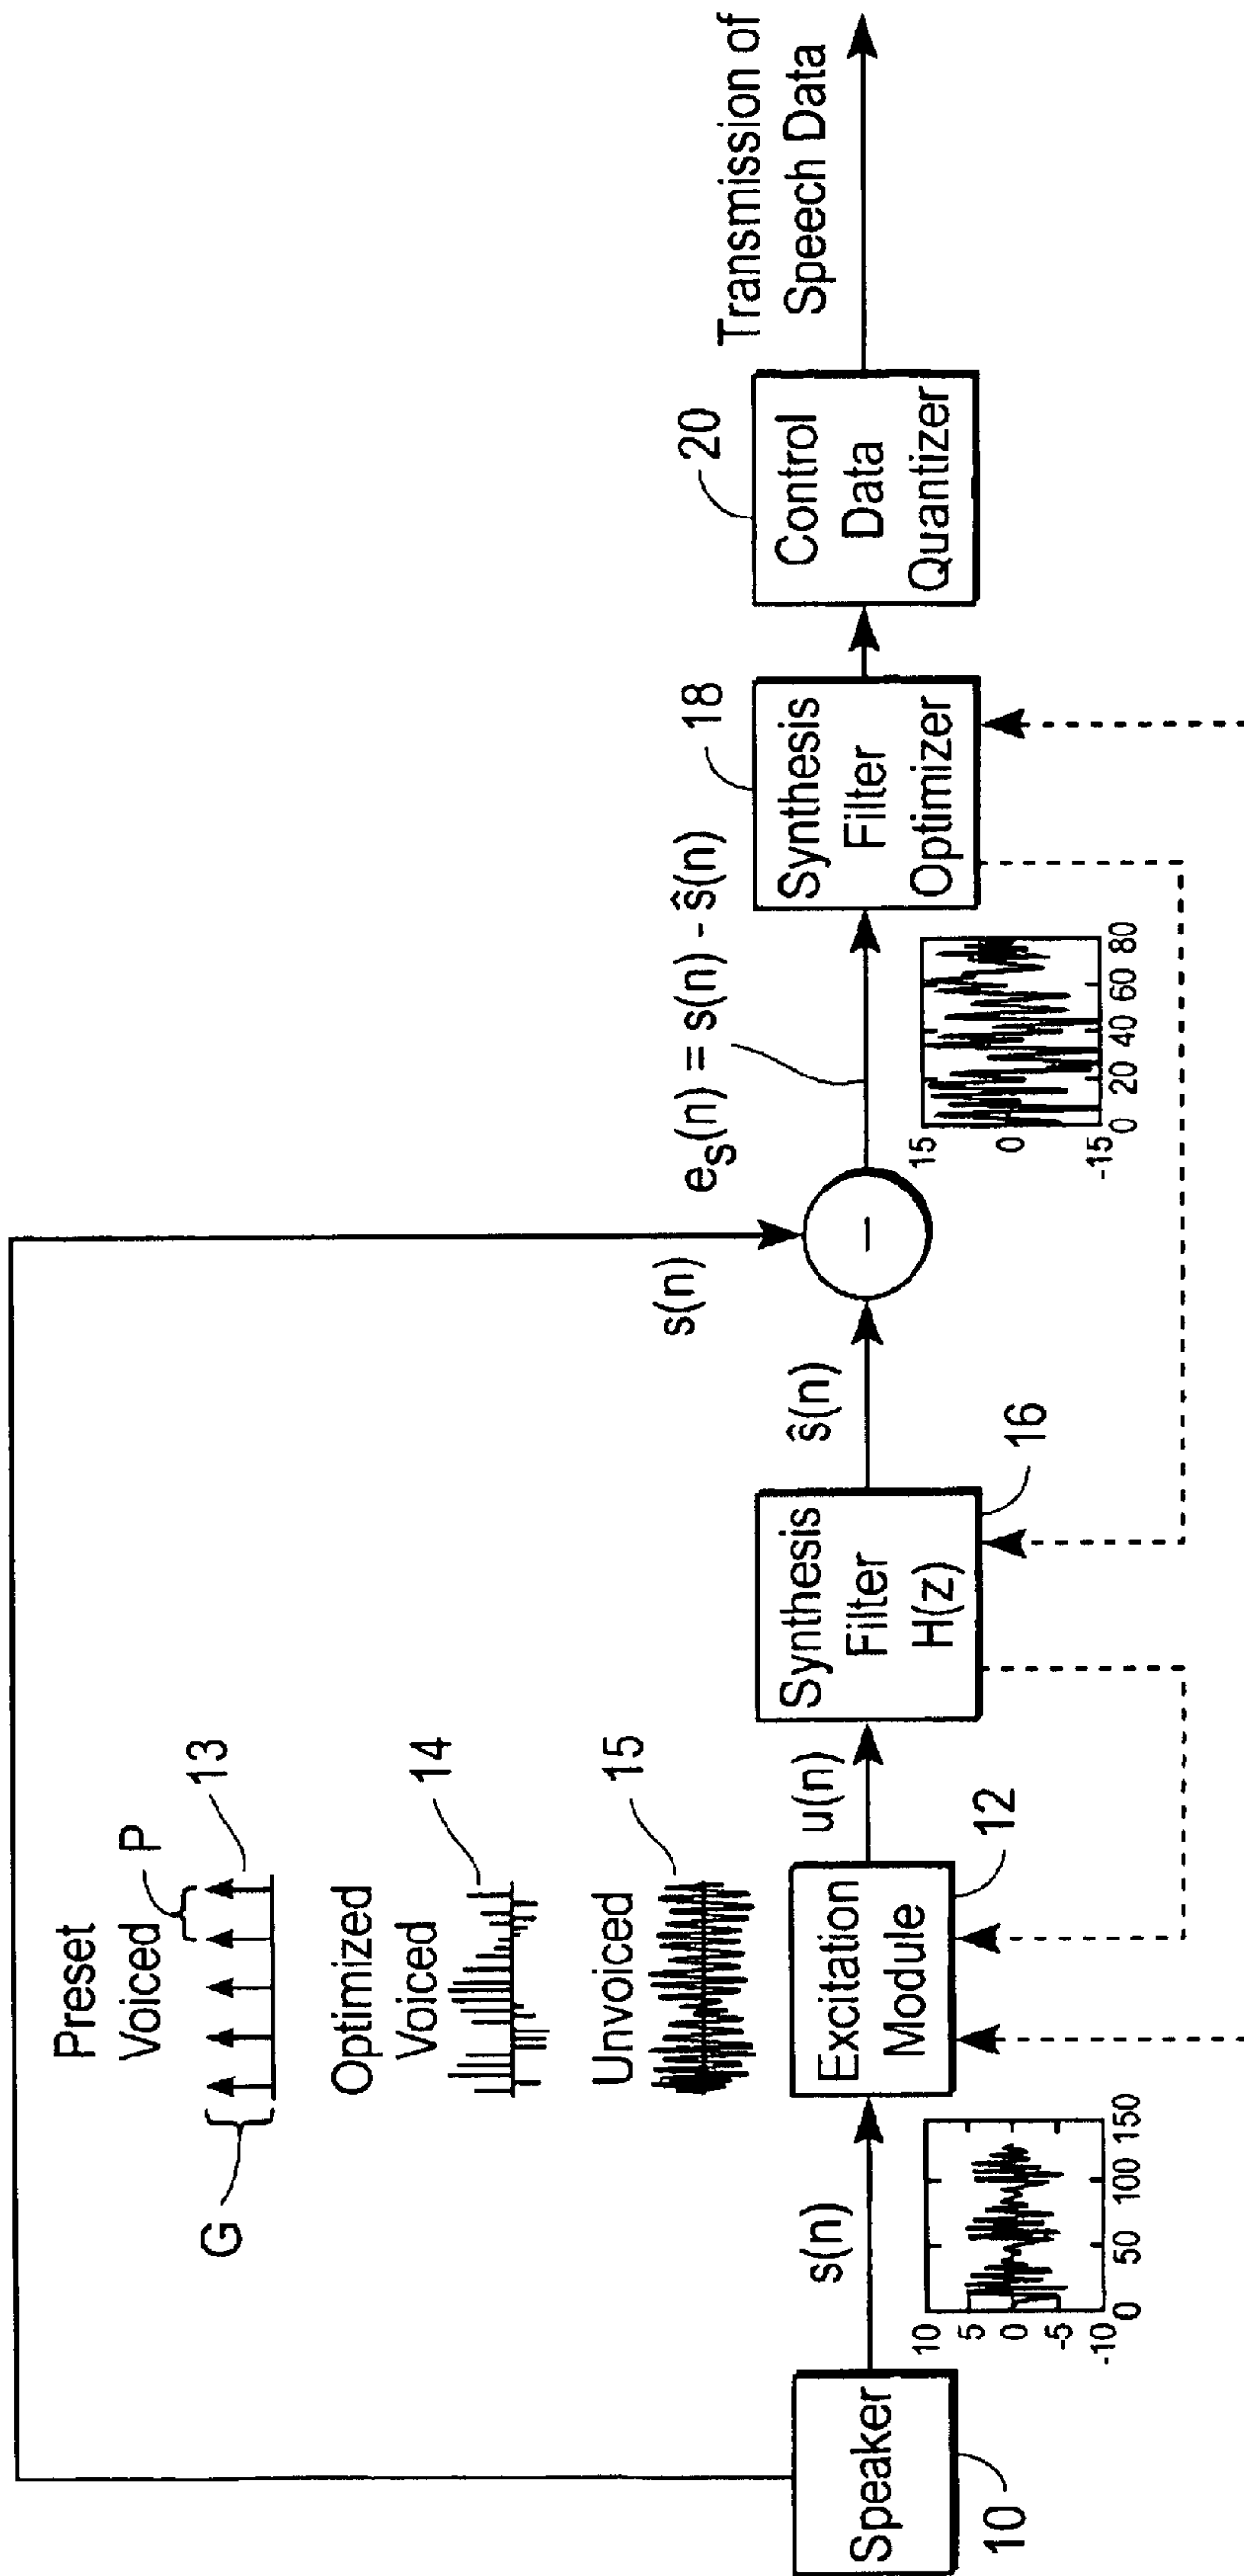 Preset
Voiced
P
13
G
Optimized
Voiced
14
Unvoiced
15
Speaker
10
s(n)
10
5
0
-5
-10
0 50 100 150
Excitation
Module
12
u(n)
Synthesis
Filter
H(z)
16
ŝ(n)
s(n)
−
e_s(n) = s(n) - ŝ(n)
15
0
-15
0 20 40 60 80
Synthesis
Filter
Optimizer
18
Control
Data
Quantizer
20
Transmission of
Speech Data